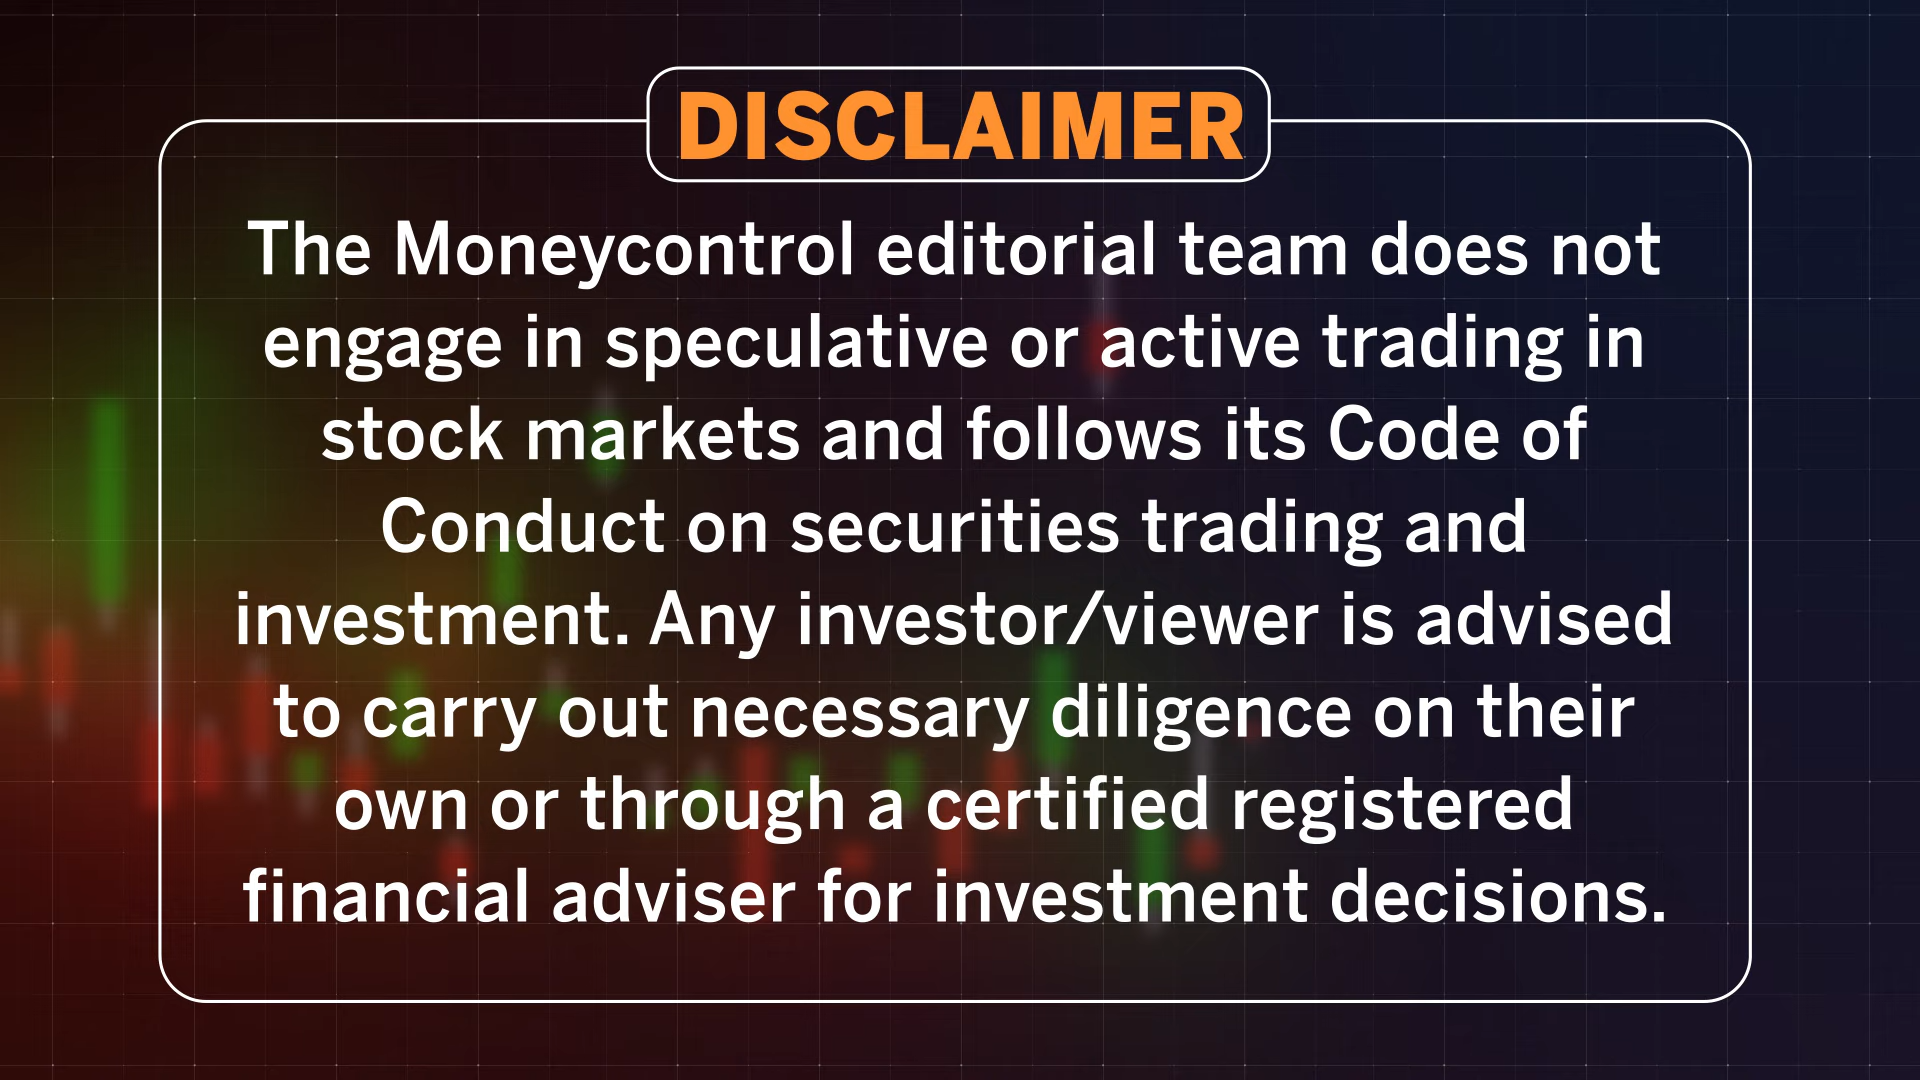 DISCLAIMER
The Moneycontrol editorial team does not
engage in speculative or active trading in
stock markets and follows its Code of
Conduct on securities trading and
investment. Any investor/viewer is advised
to carry out necessary diligence on their
own or through a certified registered
financial adviser for investment decisions.